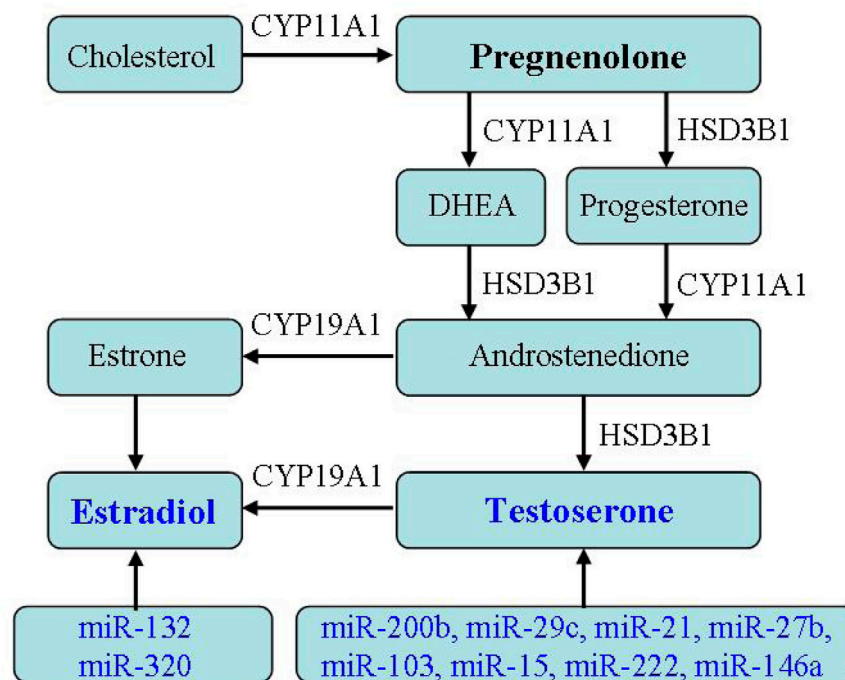 CYP11A1
Cholesterol
Pregnenolone
CYP11A1
HSD3B1
DHEA
Progesterone
HSD3B1
CYP11A1
CYP19A1
Estrone
Androstenedione
HSD3B1
CYP19A1
Estradiol
Testoserone
miR-132
miR-320
miR-200b, miR-29c, miR-21, miR-27b,
miR-103, miR-15, miR-222, miR-146a